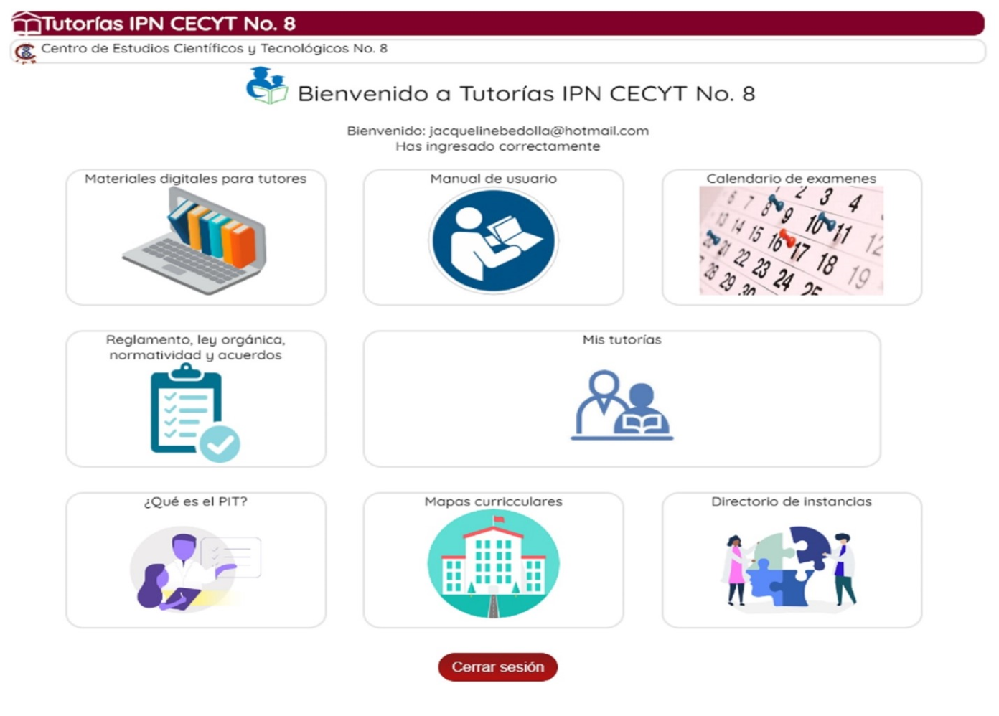 Tutorías IPN CECYT No. 8
Centro de Estudios Científicos y Tecnológicos No. 8
Bienvenido a Tutorías IPN CECYT No. 8
Bienvenido: jacquelinebedolla@hotmail.com
Has ingresado correctamente
Materiales digitales para tutores
Manual de usuario
Calendario de examenes
2 3 4
6 7 8 9 10 11 12
13 14 15 16 17 18 19
21 22 23 24 25
28 29 30
Reglamento, ley orgánica,
normatividad y acuerdos
Mis tutorías
¿Qué es el PIT?
Mapas curricculares
Directorio de instancias
Cerrar sesión